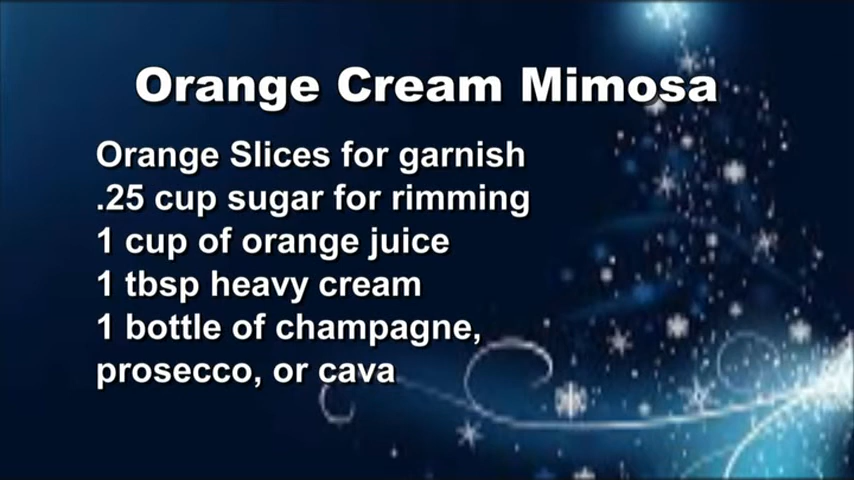 Orange Cream Mimosa
Orange Slices for garnish
.25 cup sugar for rimming
1 cup of orange juice
1 tbsp heavy cream
1 bottle of champagne,
prosecco, or cava